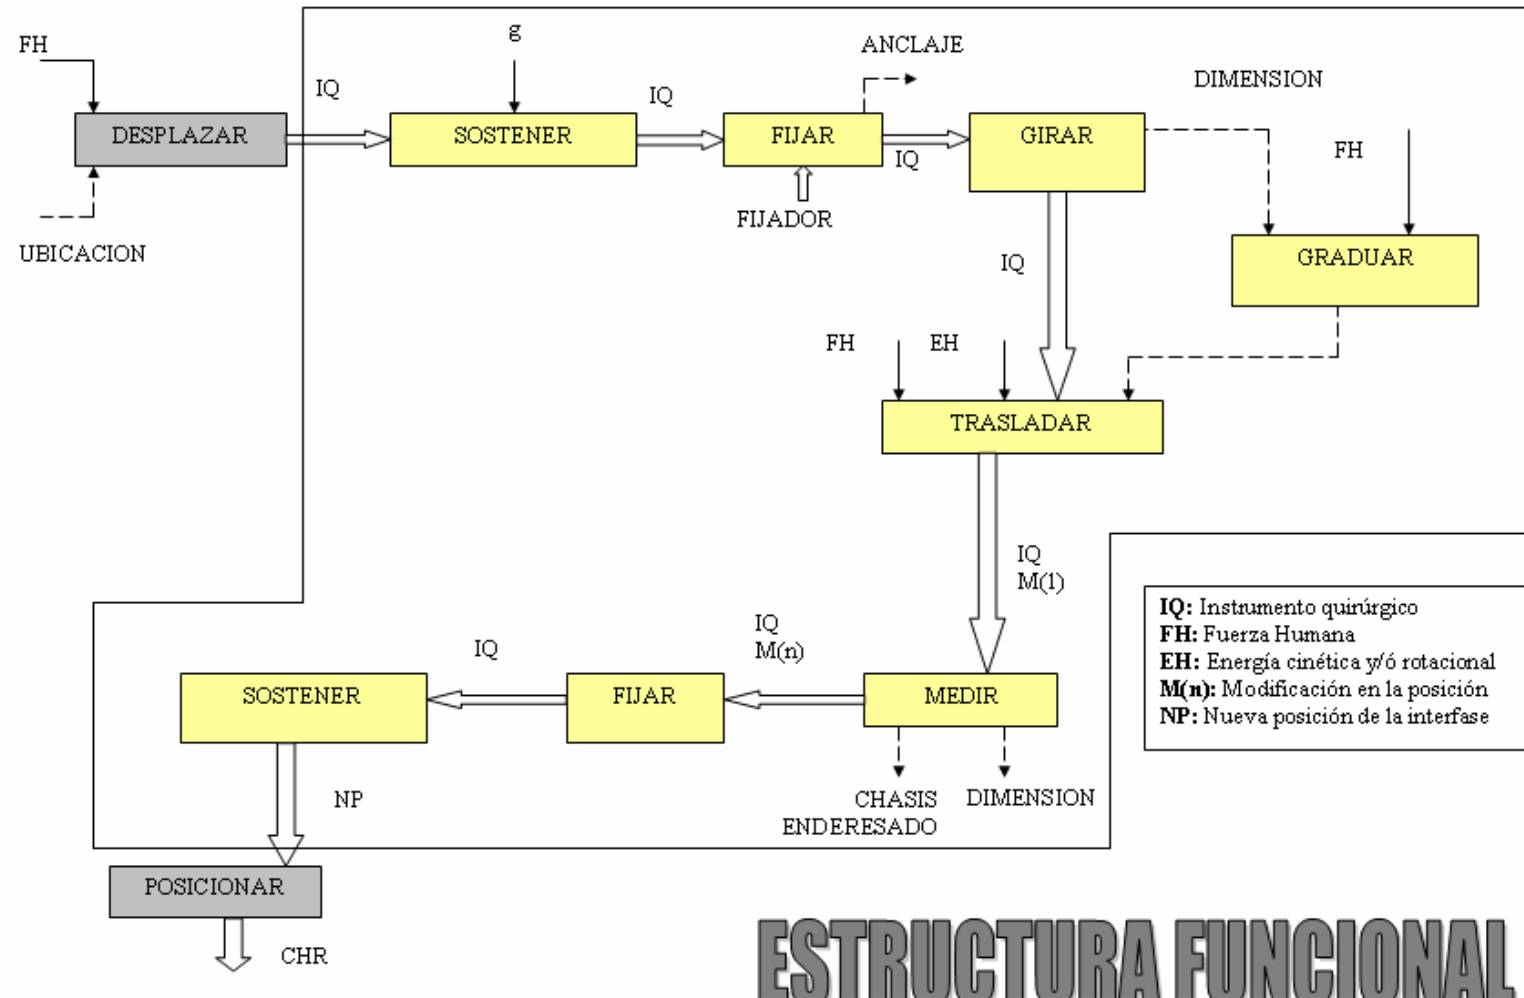 FH
g
ANCLAJE
DIMENSION
IQ
IQ
DESPLAZAR
SOSTENER
FIJAR
GIRAR
FH
IQ
FIJADOR
UBICACION
GRADUAR
IQ
FH
EH
TRASLADAR
IQ
M(1)
IQ: Instrumento quirúrgico
FH: Fuerza Humana
EH: Energía cinética y/ó rotacional
M(n): Modificación en la posición
NP: Nueva posición de la interfase
IQ
M(n)
IQ
SOSTENER
FIJAR
MEDIR
NP
CHASIS
ENDERESADO
DIMENSION
POSICIONAR
CHR
ESTRUCTURA FUNCIONAL